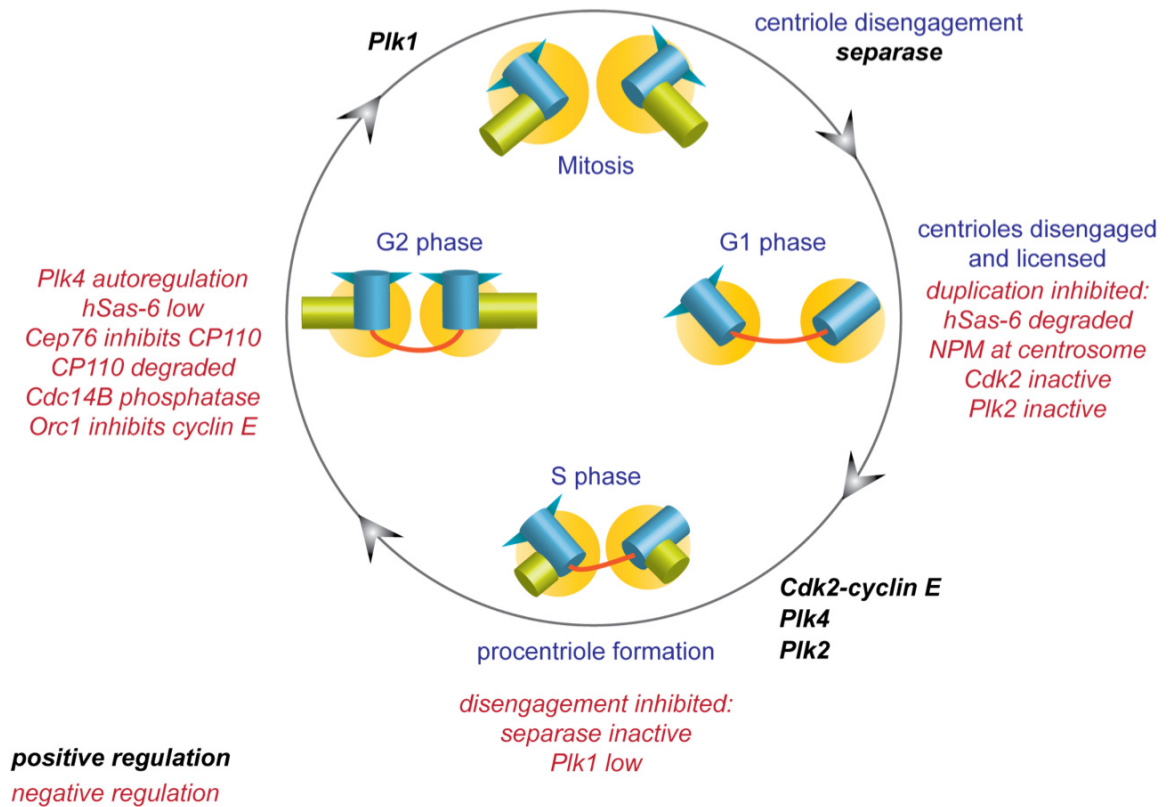 Plk1
centriole disengagement
separase
Mitosis
G2 phase
G1 phase
Plk4 autoregulation
hSas-6 low
Cep76 inhibits CP110
CP110 degraded
Cdc14B phosphatase
Orc1 inhibits cyclin E
centrioles disengaged
and licensed
duplication inhibited:
hSas-6 degraded
NPM at centrosome
Cdk2 inactive
Plk2 inactive
S phase
Cdk2-cyclin E
Plk4
Plk2
procentriole formation
disengagement inhibited:
separase inactive
Plk1 low
positive regulation
negative regulation